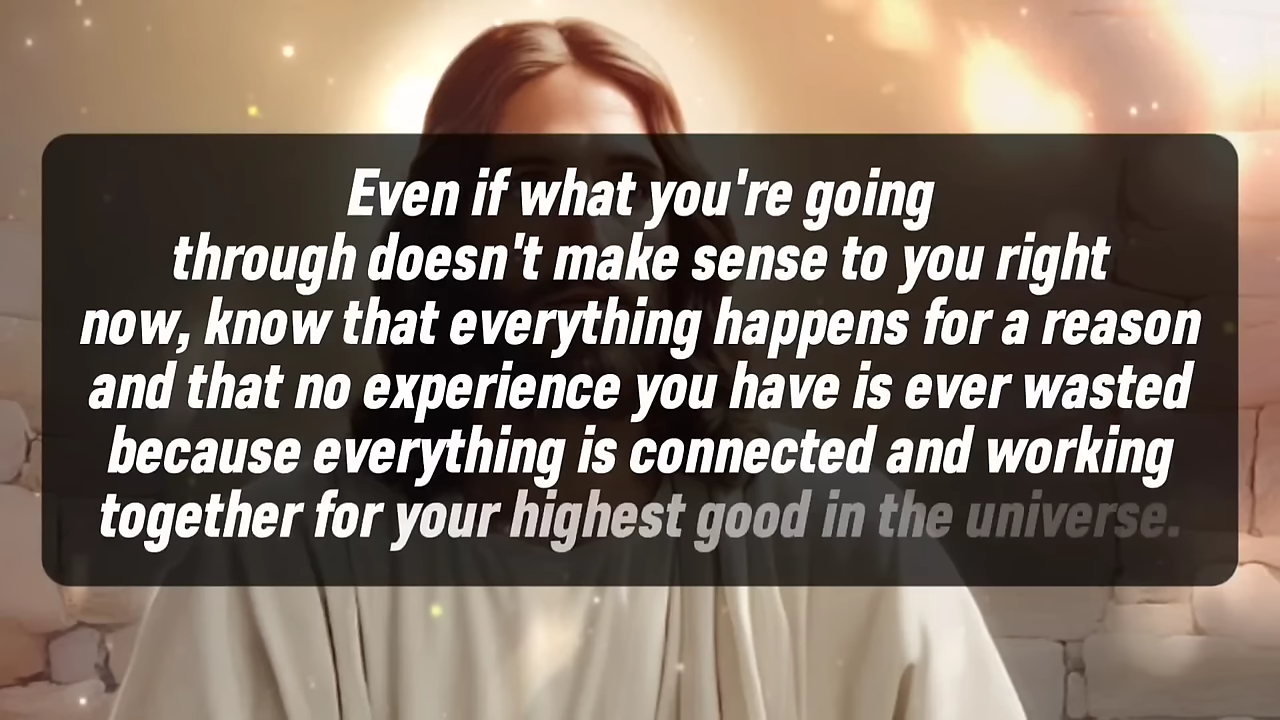 Even if what you're going
through doesn't make sense to you right
now, know that everything happens for a reason
and that no experience you have is ever wasted
because everything is connected and working
together for your highest good in the universe.